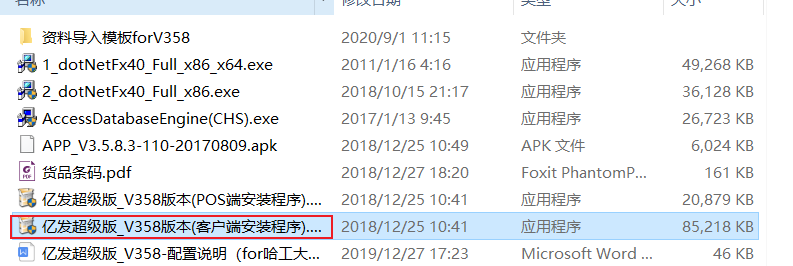 名称 修改日期 类型 大小
资料导入模板forV358 2020/9/1 11:15 文件夹
1_dotNetFx40_Full_x86_x64.exe 2011/1/16 4:16 应用程序 49,268 KB
2_dotNetFx40_Full_x86.exe 2018/10/15 21:17 应用程序 36,128 KB
AccessDatabaseEngine(CHS).exe 2017/1/13 9:45 应用程序 26,723 KB
APP_V3.5.8.3-110-20170809.apk 2018/12/25 10:49 APK 文件 6,024 KB
货品条码.pdf 2018/12/27 18:20 Foxit PhantomP... 161 KB
亿发超级版_V358版本(POS端安装程序).... 2018/12/25 10:41 应用程序 20,879 KB
亿发超级版_V358版本(客户端安装程序).... 2018/12/25 10:41 应用程序 85,218 KB
亿发超级版_V358-配置说明（for哈工大... 2019/12/27 17:23 Microsoft Word ... 46 KB